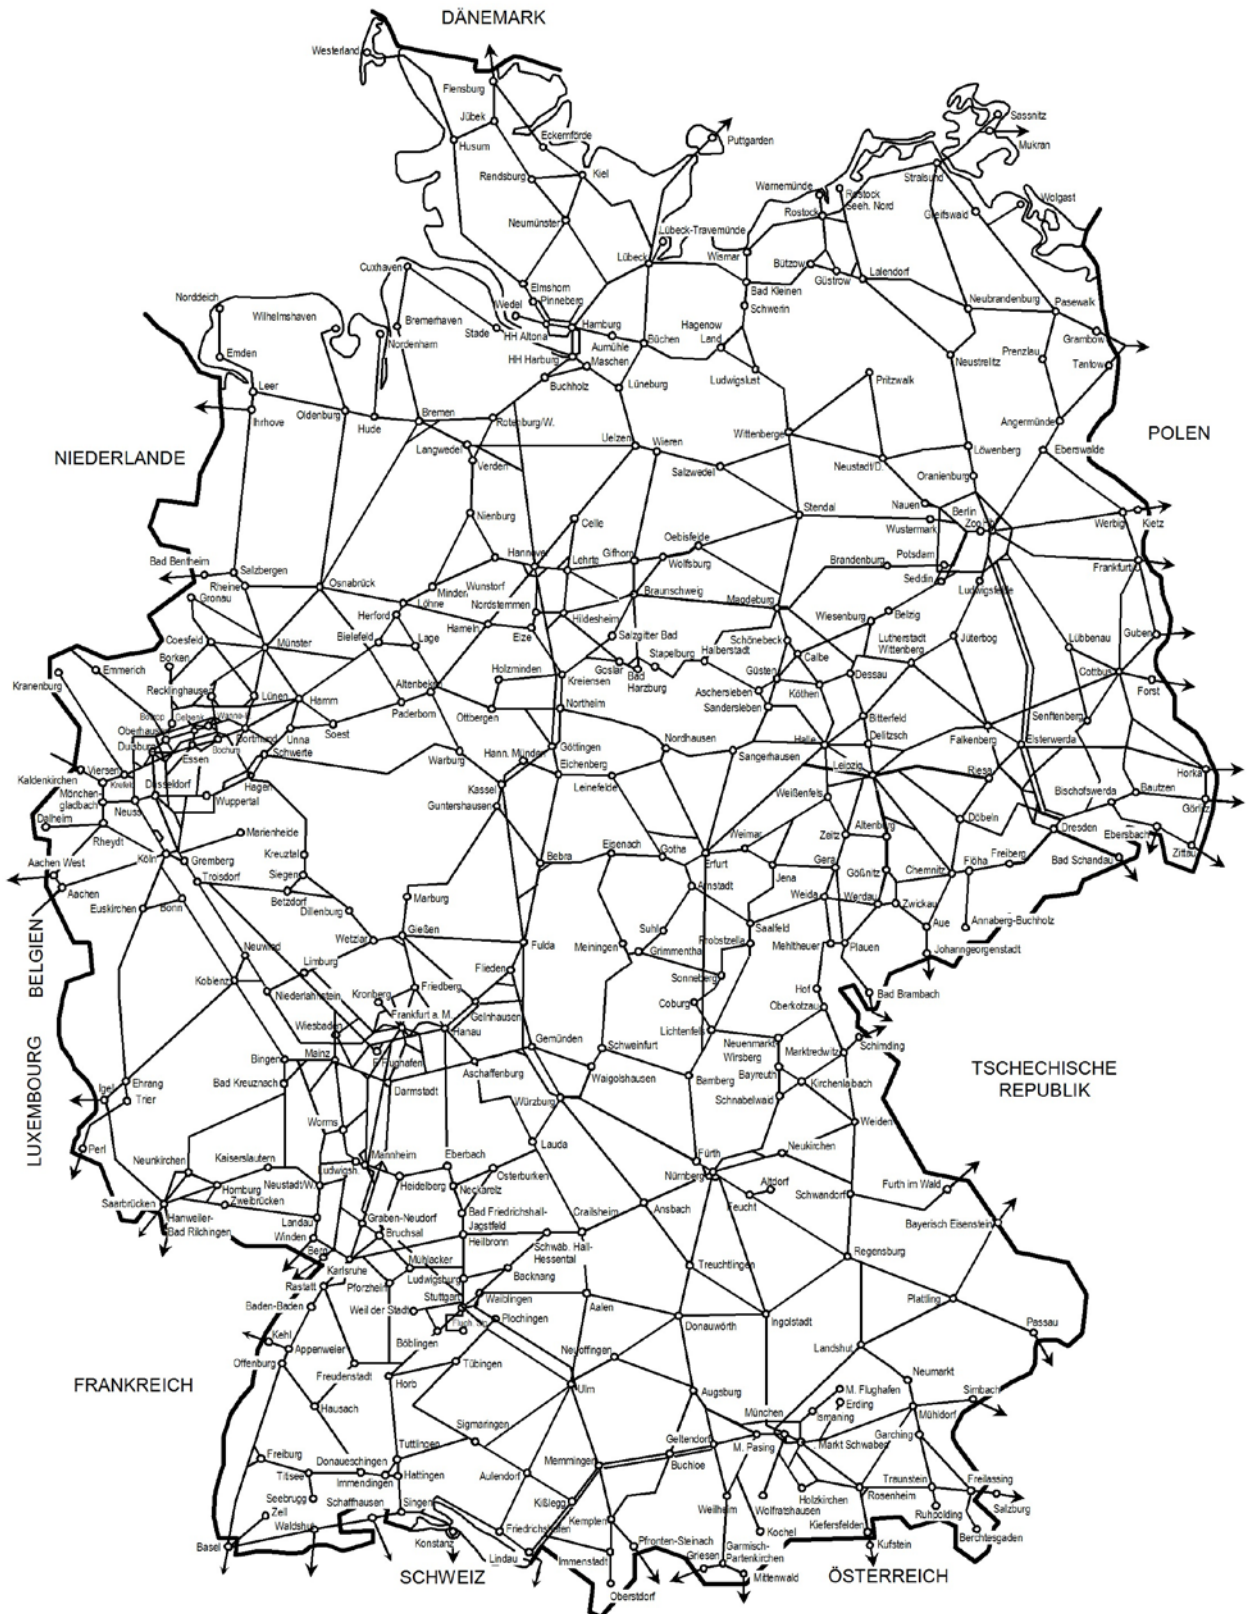 DÄNEMARK
Westerland
Flensburg
Jübek
Husum
Eckernförde
Rendsburg
Kiel
Puttgarden
Sassnitz
Mukran
Stralsund
Warnemünde
Rostock
Seeh. Nord
Rostock
Greifswald
Wolgast
Neumünster
Lübeck-Travemünde
Lübeck
Wismar
Bützow
Güstrow
Lalendorf
Cuxhaven
Elmshorn
Pinneberg
Wedel
Bad Kleinen
Schwerin
Neubrandenburg
Pasewalk
Norddeich
Wilhelmshaven
Bremerhaven
Nordenham
Stade
HH Altona
Hamburg
Aumühle
Büchen
Hagenow
Land
Grambow
Prenzlau
Tantow
Emden
HH Harburg
Maschen
Neustrelitz
Leer
Buchholz
Lüneburg
Ludwigslust
Pritzwalk
Ihrhove
Oldenburg
Hude
Bremen
Rotenburg/W.
Angermünde
NIEDERLANDE
Langwedel
Verden
Uelzen
Wieren
Wittenberge
POLEN
Salzwedel
Neustadt/D.
Löwenberg
Eberswalde
Oranienburg
Nienburg
Celle
Stendal
Nauen
Wustermark
Berlin
Zoo
Werbig
Kietz
Bad Bentheim
Salzbergen
Rheine
Osnabrück
Hannover
Lehrte
Gifhorn
Oebisfelde
Wolfsburg
Brandenburg
Potsdam
Seddin
Ludwigsfelde
Frankfurt/
Gronau
Löhne
Minden
Wunstorf
Nordstemmen
Braunschweig
Magdeburg
Wiesenburg
Belzig
Herford
Hameln
Elze
Hildesheim
Coesfeld
Münster
Bielefeld
Lage
Salzgitter Bad
Stapelburg
Halberstadt
Schönebeck
Calbe
Lutherstadt
Wittenberg
Jüterbog
Lübbenau
Guben
Kranenburg
Emmerich
Borken
Goslar
Bad
Harzburg
Holzminden
Kreiensen
Güsten
Köthen
Dessau
Cottbus
Forst
Recklinghausen
Lünen
Hamm
Altenbeken
Aschersleben
Sandersleben
Paderborn
Ottbergen
Northeim
Bitterfeld
Senftenberg
Oberhausen
Dortmund
Unna
Soest
Delitzsch
Duisburg
Essen
Bochum
Schwerte
Göttingen
Nordhausen
Halle
Falkenberg
Elsterwerda
Warburg
Hann. Münden
Eichenberg
Sangerhausen
Leipzig
Viersen
Krefeld
Düsseldorf
Hagen
Kaldenkirchen
Leinefelde
Riesa
Horka
Mönchen-
gladbach
Neuss
Wuppertal
Kassel
Guntershausen
Weißenfels
Bischofswerda
Bautzen
Görlitz
Dalheim
Rheydt
Marienheide
Weimar
Zeitz
Altenburg
Döbeln
Dresden
Ebersbach
Köln
Gremberg
Kreuztal
Bebra
Eisenach
Gotha
Erfurt
Gera
Gößnitz
Chemnitz
Flöha
Freiberg
Bad Schandau
Zittau
Aachen West
Aachen
Troisdorf
Siegen
Jena
Arnstadt
Weida
Werdau
Zwickau
Euskirchen
Bonn
Betzdorf
Dillenburg
Marburg
Aue
Annaberg-Buchholz
BELGIEN
Wetzlar
Gießen
Fulda
Meiningen
Suhl
Grimmenthal
Saalfeld
Probstzella
Mehltheuer
Plauen
Johanngeorgenstadt
Neuwied
Koblenz
Limburg
Niederlahnstein
Flieden
Sonneberg
Kronberg
Friedberg
Hof
Bad Brambach
Gelnhausen
Coburg
Oberkotzau
Wiesbaden
Frankfurt a. M.
Hanau
Lichtenfels
Schirnding
LUXEMBOURG
Bingen
Mainz
F Flughafen
Gemünden
Schweinfurt
Neuenmarkt
Wirsberg
Marktredwitz
TSCHECHISCHE
REPUBLIK
Aschaffenburg
Waigolshausen
Bamberg
Bayreuth
Kirchenlaibach
Ehrang
Igel
Trier
Bad Kreuznach
Darmstadt
Würzburg
Schnabelwaid
Worms
Weiden
Perl
Lauda
Fürth
Neukirchen
Neunkirchen
Kaiserslautern
Ludwigsh.
Mannheim
Eberbach
Nürnberg
Altdorf
Schwandorf
Furth im Wald
Homburg
Neustadt/W.
Heidelberg
Osterburken
Neckarelz
Feucht
Saarbrücken
Zweibrücken
Ansbach
Bayerisch Eisenstein
Hanweiler-
Bad Rilchingen
Landau
Graben-Neudorf
Bad Friedrichshall-
Jagstfeld
Crailsheim
Winden
Bruchsal
Heilbronn
Schwäb. Hall-
Hessental
Regensburg
Berg
Karlsruhe
Mühlacker
Treuchtlingen
Rastatt
Pforzheim
Ludwigsburg
Backnang
Baden-Baden
Weil der Stadt
Stuttgart
Waiblingen
Aalen
Plattling
Plochingen
Donauwörth
Ingolstadt
Kehl
Appenweier
Böblingen
Passau
Offenburg
Tübingen
Neuoffingen
Landshut
FRANKREICH
Freudenstadt
Horb
Ulm
Augsburg
M. Flughafen
Erding
Ismaning
Neumarkt
Simbach
Hausach
München
Mühldorf
Sigmaringen
Geltendorf
M. Pasing
Markt Schwaben
Garching
Tuttlingen
Freiburg
Donaueschingen
Titisee
Immendingen
Hattingen
Aulendorf
Memmingen
Buchloe
Seebrugg
Zell
Schaffhausen
Singen
Kißlegg
Kempten
Weilheim
Wolfratshausen
Holzkirchen
Rosenheim
Traunstein
Freilassing
Salzburg
Waldshut
Friedrichshafen
Kochel
Kiefersfelden
Ruhpolding
Berchtesgaden
Basel
Konstanz
Pfronten-Steinach
Kufstein
Lindau
Immenstadt
Griesen
Garmisch-
Partenkirchen
Mittenwald
SCHWEIZ
Oberstdorf
ÖSTERREICH